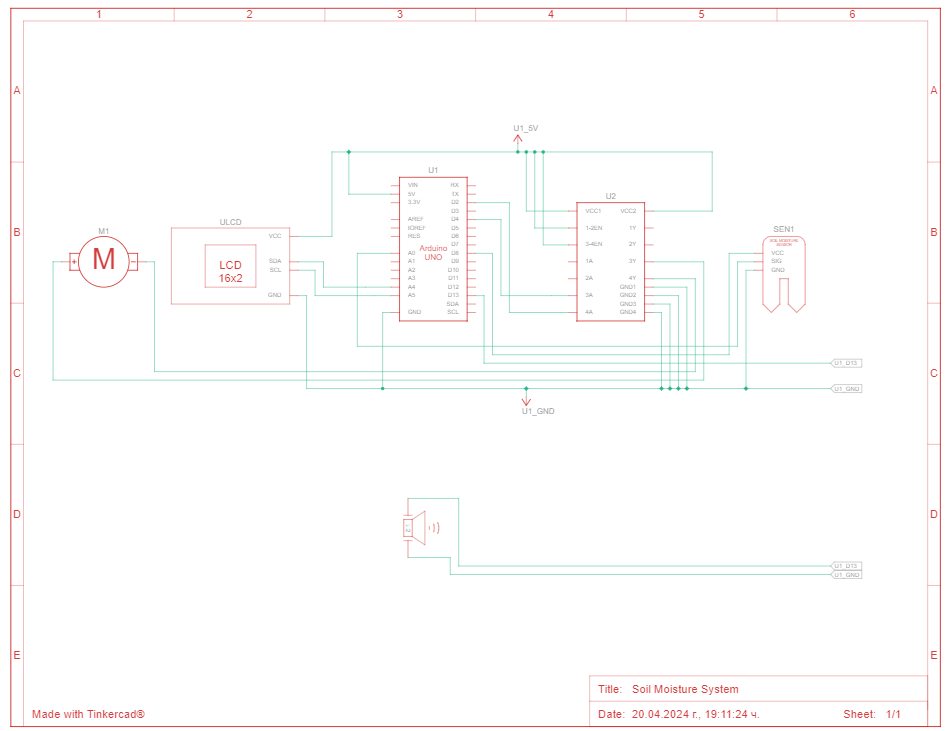 1 2 3 4 5 6
A A
U1_5V
U1
VIN RX
5V TX
3.3V D2
D3
AREF D4
IOREF D5
RES D6
D7
A0 D8
A1 D9
A2 D10
A3 D11
A4 D12
A5 D13
SDA
GND SCL
Arduino
UNO
U2
VCC1 VCC2
1-2EN 1Y
3-4EN 2Y
1A 3Y
2A 4Y
GND1
3A GND2
GND3
4A GND4
ULCD
VCC
SDA
SCL
GND
LCD
16x2
B B
M1
+ M −
SEN1
SOIL MOISTURE
SENSOR
VCC
SIG
GND
U1_D13
C C
U1_GND
U1_GND
D D
U1_D13
U1_GND
E E
Title: Soil Moisture System
Made with Tinkercad®
Date: 20.04.2024 г., 19:11:24 ч. Sheet: 1/1